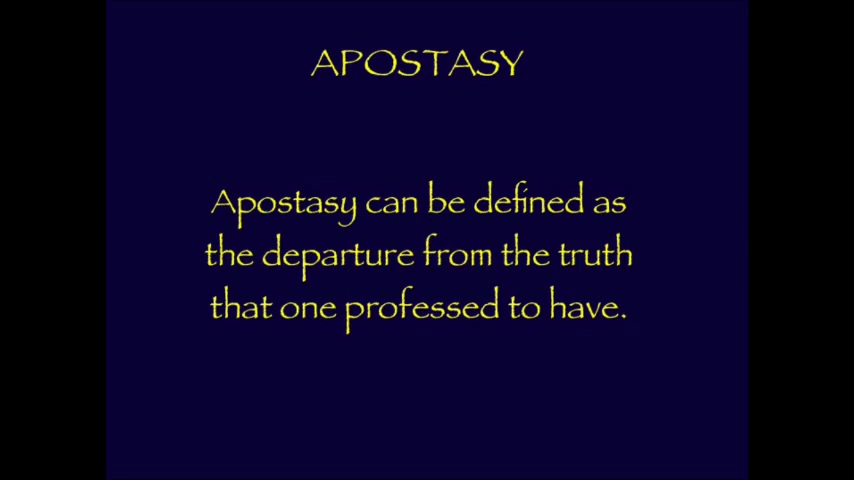 APOSTASY
Apostasy can be defined as
the departure from the truth
that one professed to have.